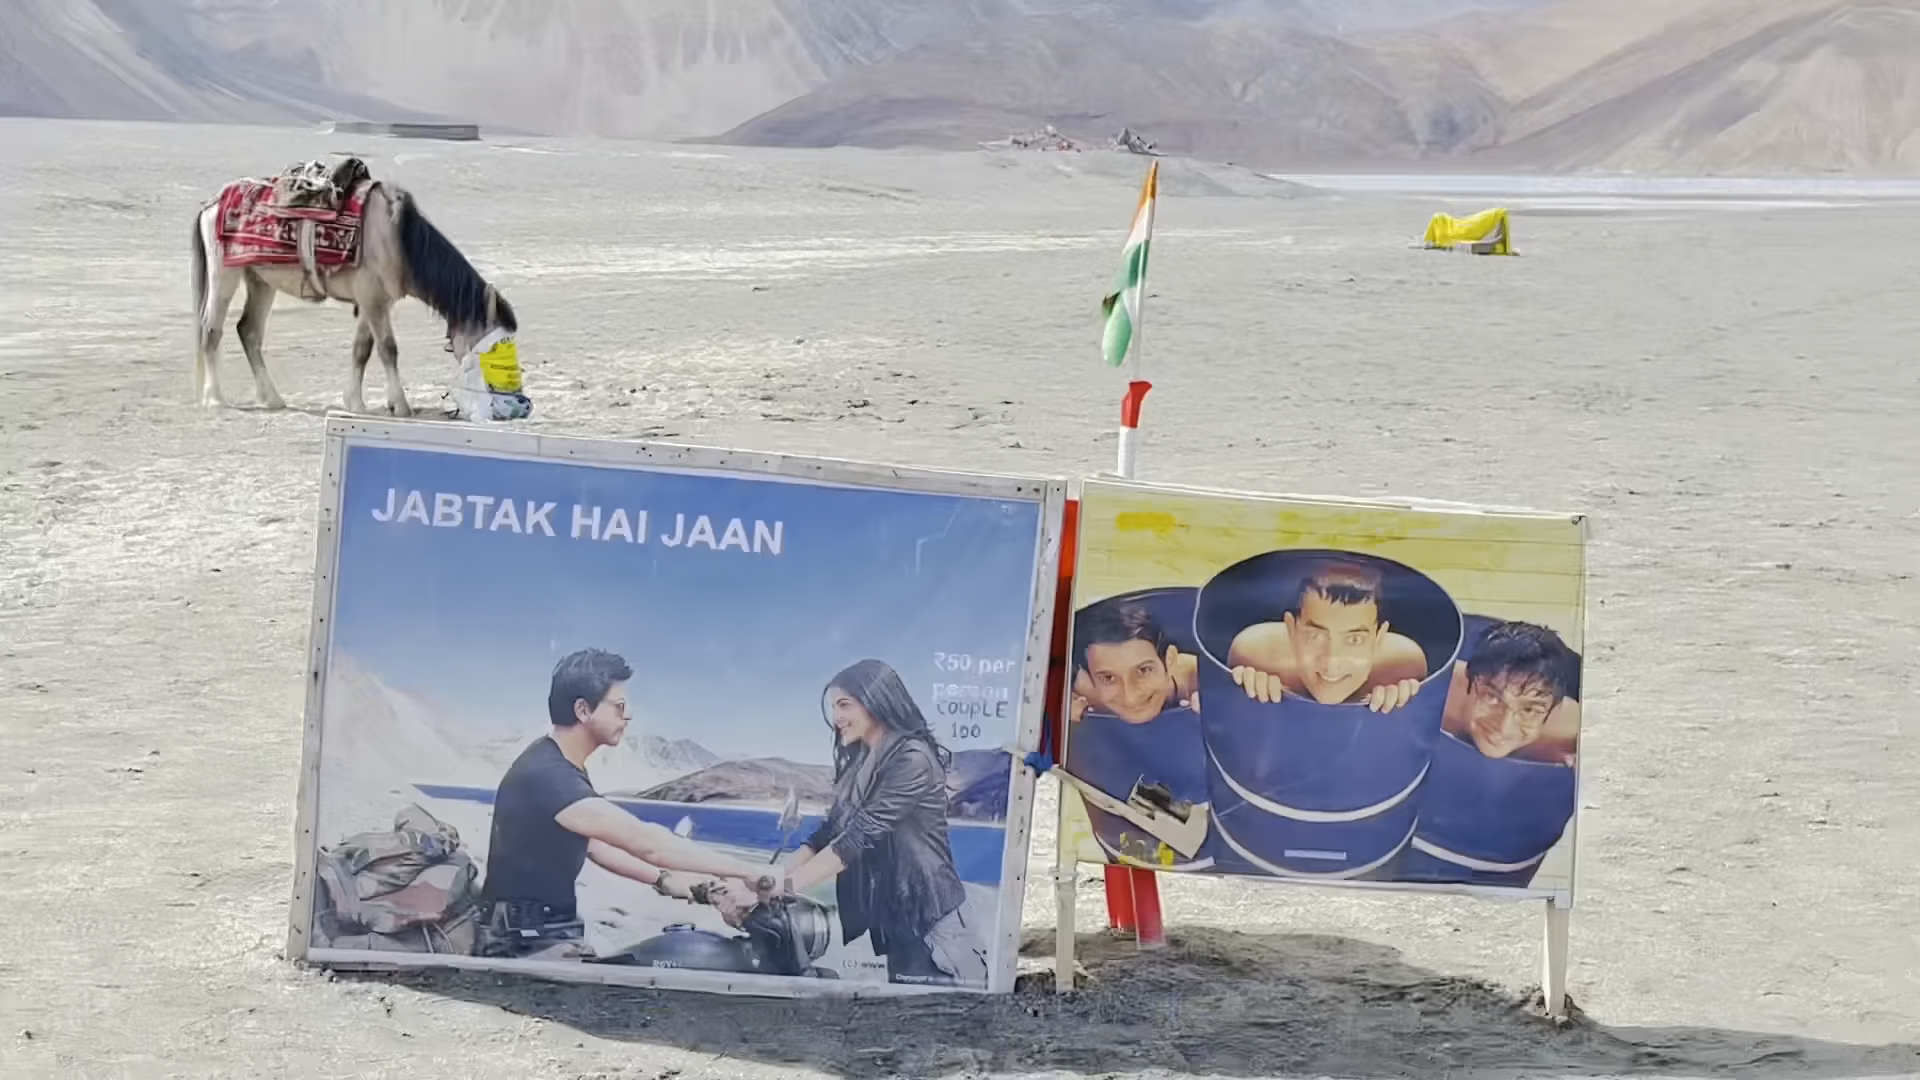 JABTAK HAI JAAN
₹50 per
person
COUPLE
100